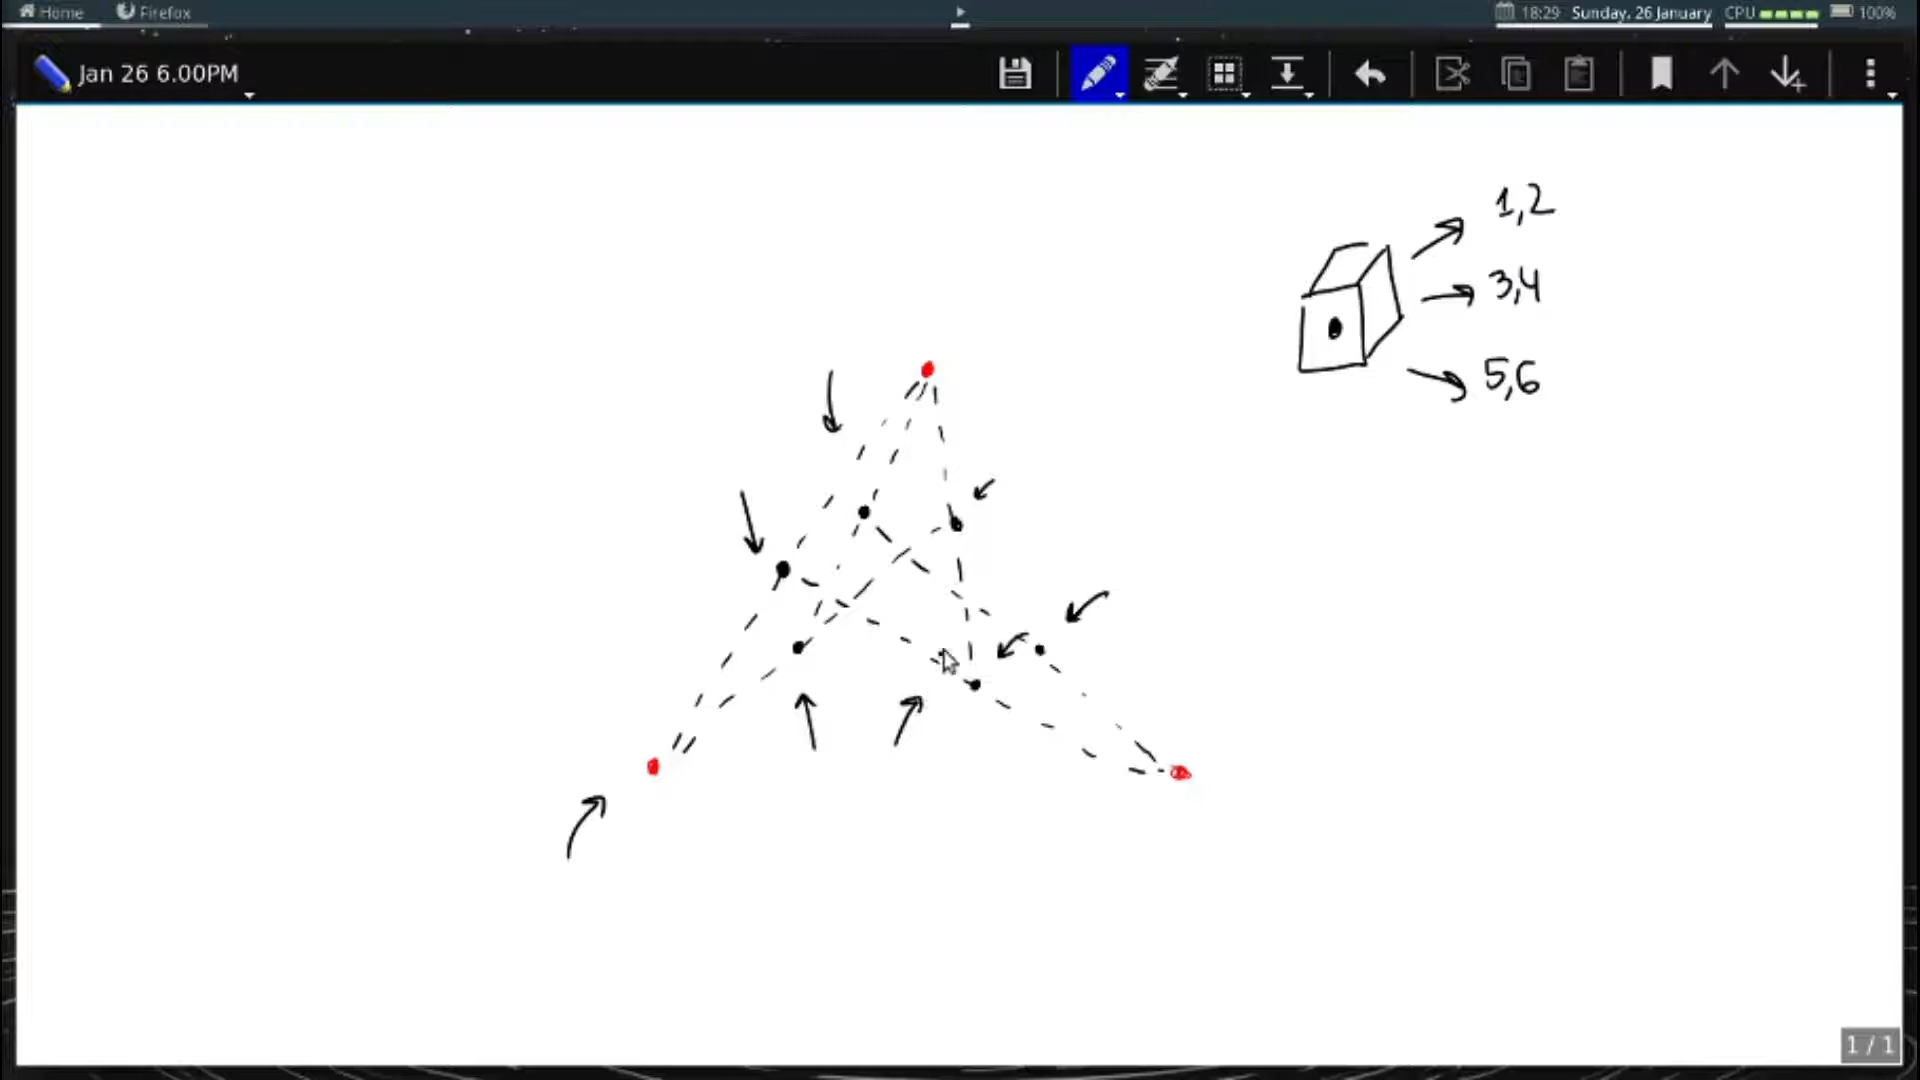 Home Firefox 18:29 Sunday, 26 January CPU 100%
Jan 26 6.00PM
1,2
3,4
5,6
1 / 1